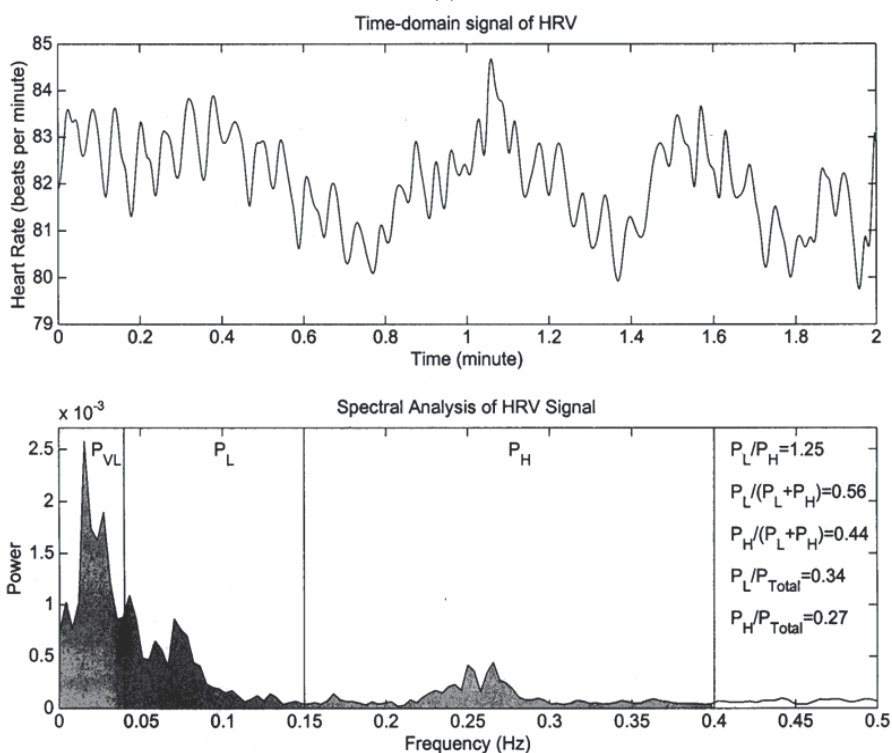 Time-domain signal of HRV
85
84
83
82
81
80
79
Heart Rate (beats per minute)
0 0.2 0.4 0.6 0.8 1 1.2 1.4 1.6 1.8 2
Time (minute)
x 10⁻³
Spectral Analysis of HRV Signal
2.5
2
1.5
1
0.5
0
Power
P_VL
P_L
P_H
P_L/P_H=1.25
P_L/(P_L+P_H)=0.56
P_H/(P_L+P_H)=0.44
P_L/P_Total=0.34
P_H/P_Total=0.27
0 0.05 0.1 0.15 0.2 0.25 0.3 0.35 0.4 0.45 0.5
Frequency (Hz)